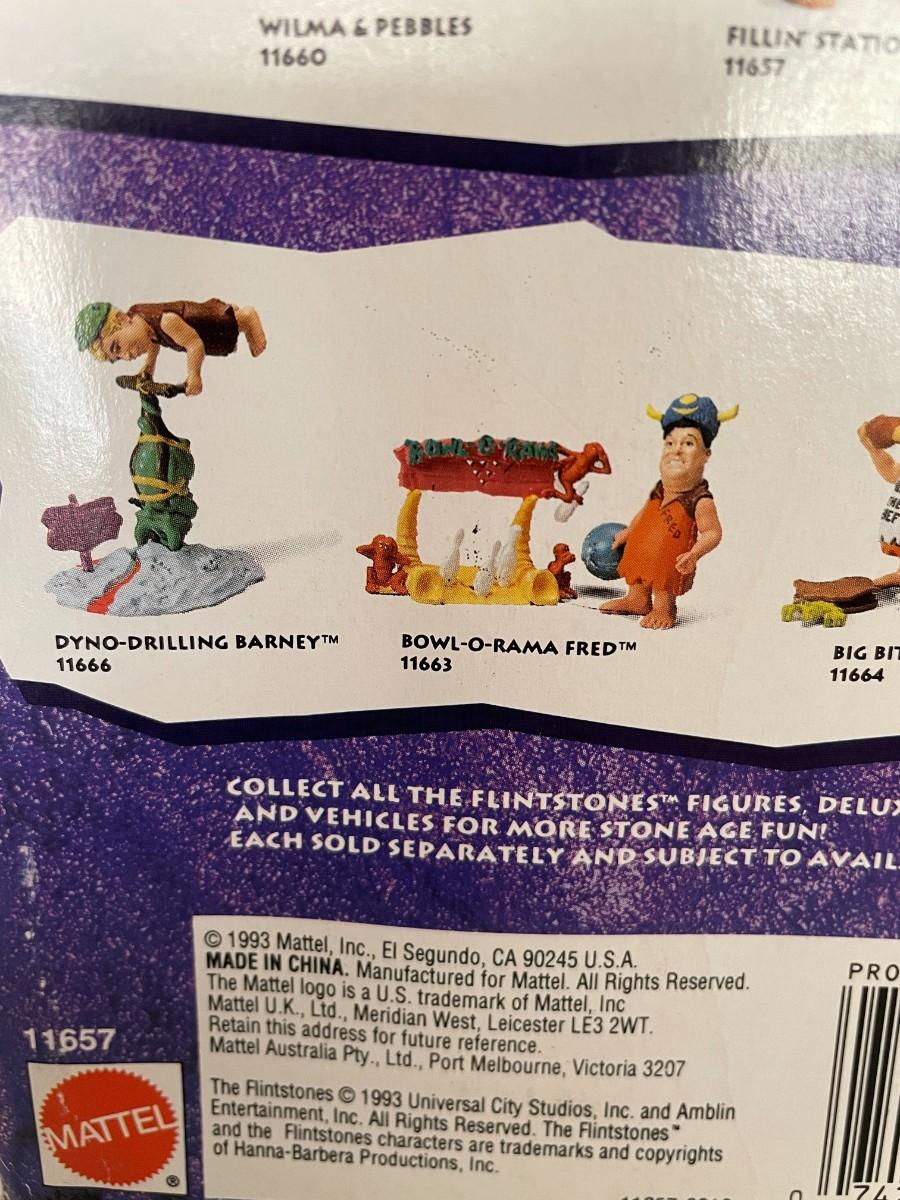 WILMA & PEBBLES
11660
FILLIN' STATIO
11657
BOWL-O-RAMA
FRED
DYNO-DRILLING BARNEY™
11666
BOWL-O-RAMA FRED™
11663
BIG BIT
11664
COLLECT ALL THE FLINTSTONES™ FIGURES, DELUX
AND VEHICLES FOR MORE STONE AGE FUN!
EACH SOLD SEPARATELY AND SUBJECT TO AVAIL
© 1993 Mattel, Inc., El Segundo, CA 90245 U.S.A.
MADE IN CHINA. Manufactured for Mattel. All Rights Reserved.
The Mattel logo is a U.S. trademark of Mattel, Inc
Mattel U.K., Ltd., Meridian West, Leicester LE3 2WT.
Retain this address for future reference.
Mattel Australia Pty., Ltd., Port Melbourne, Victoria 3207
The Flintstones © 1993 Universal City Studios, Inc. and Amblin
Entertainment, Inc. All Rights Reserved. The Flintstones™
and the Flintstones characters are trademarks and copyrights
of Hanna-Barbera Productions, Inc.
11657
MATTEL
®
PRO
0